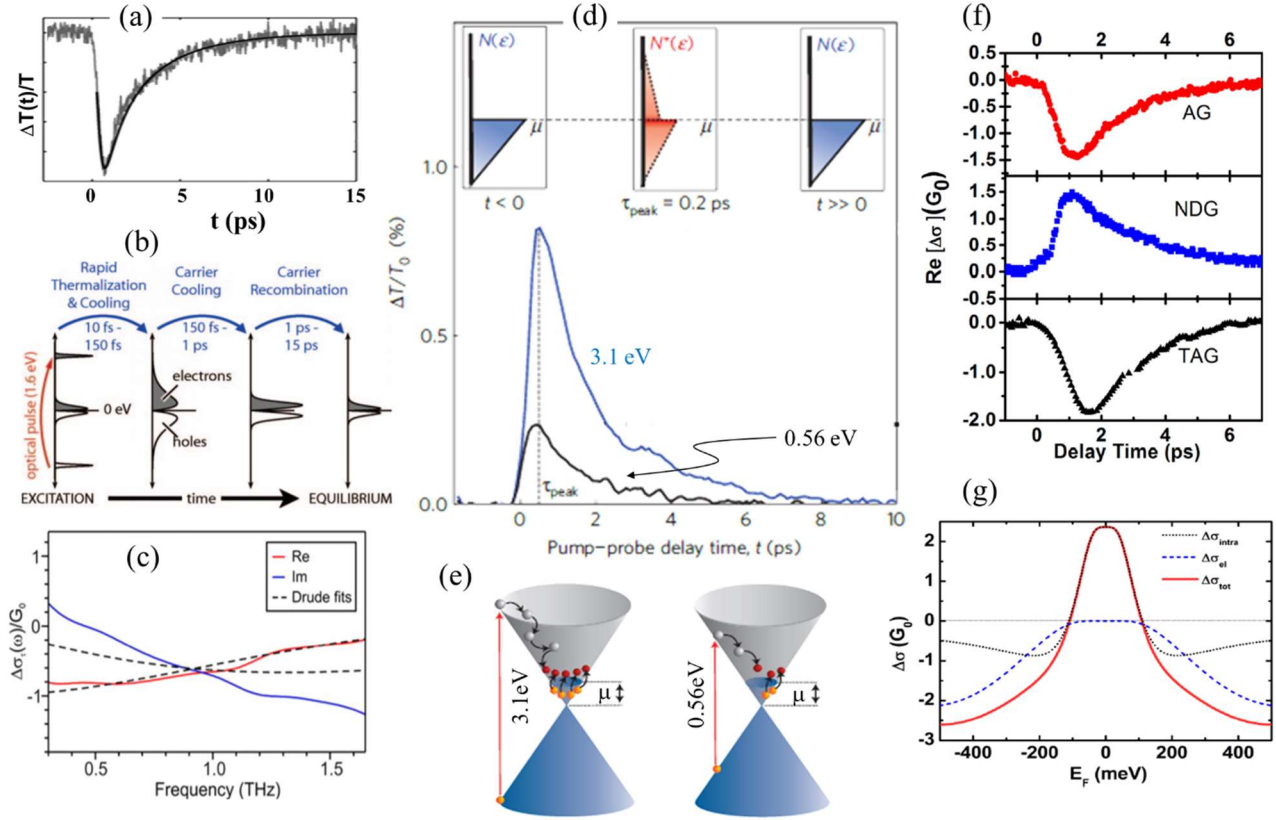 (a)
ΔT(t)/T
0
5
10
15
t (ps)
(b)
Rapid
Thermalization
& Cooling
Carrier
Cooling
Carrier
Recombination
10 fs -
150 fs
150 fs -
1 ps
1 ps -
15 ps
optical pulse (1.6 eV)
electrons
0 eV
holes
EXCITATION
time
EQUILIBRIUM
(c)
Re
Im
Drude fits
Δσ,(ω)/G₀
1
0
-1
0.5
1.0
1.5
Frequency (THz)
(d)
N(ε)
N*(ε)
N(ε)
μ
μ
μ
t < 0
τpeak = 0.2 ps
t >> 0
ΔT/T₀ (%)
1.0
0.5
0.0
3.1 eV
0.56 eV
τpeak
0
2
4
6
8
10
Pump–probe delay time, t (ps)
(e)
3.1eV
μ
0.56eV
μ
(f)
0 2 4 6
0.5
0.0
-0.5
-1.0
-1.5
AG
Re [Δσ](G₀)
1.5
1.0
0.5
0.0
-0.5
NDG
0.0
-1.0
-2.0
TAG
0 2 4 6
Delay Time (ps)
(g)
Δσintra
Δσel
Δσtot
Δσ (G₀)
2
1
0
-1
-2
-3
-400 -200 0 200 400
EF (meV)